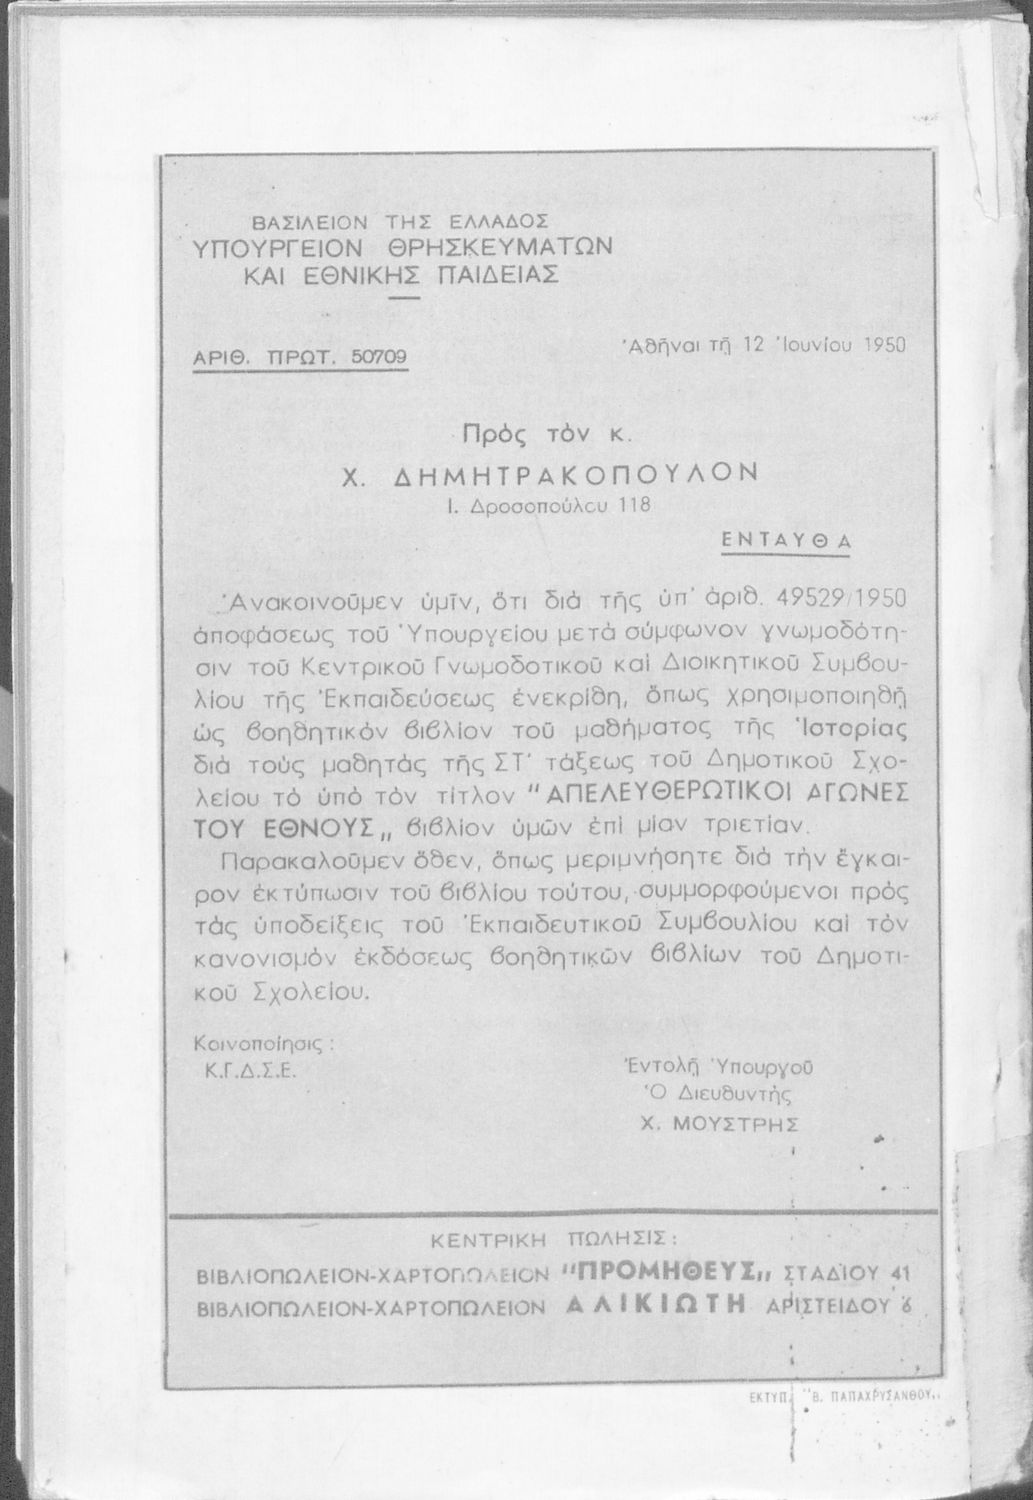 ΒΑΣΙΛΕΙΟΝ ΤΗΣ ΕΛΛΑΔΟΣ
ΥΠΟΥΡΓΕΙΟΝ ΘΡΗΣΚΕΥΜΑΤΩΝ
ΚΑΙ ΕΘΝΙΚΗΣ ΠΑΙΔΕΙΑΣ
ΑΡΙΘ. ΠΡΩΤ. 50709
Ἀθῆναι τῇ 12 Ἰουνίου 1950
Πρὸς τὸν κ.
Χ. ΔΗΜΗΤΡΑΚΟΠΟΥΛΟΝ
Ι. Δροσοπούλου 118
ΕΝΤΑΥΘΑ
Ἀνακοινοῦμεν ὑμῖν, ὅτι διὰ τῆς ὑπ' ἀριθ. 49529/1950
ἀποφάσεως τοῦ Ὑπουργείου μετὰ σύμφωνον γνωμοδότη-
σιν τοῦ Κεντρικοῦ Γνωμοδοτικοῦ καὶ Διοικητικοῦ Συμβου-
λίου τῆς Ἐκπαιδεύσεως ἐνεκρίθη, ὅπως χρησιμοποιηθῇ
ὡς βοηθητικὸν βιβλίον τοῦ μαθήματος τῆς Ἱστορίας
διὰ τοὺς μαθητὰς τῆς ΣΤ' τάξεως τοῦ Δημοτικοῦ Σχο-
λείου τὸ ὑπὸ τὸν τίτλον "ΑΠΕΛΕΥΘΕΡΩΤΙΚΟΙ ΑΓΩΝΕΣ
ΤΟΥ ΕΘΝΟΥΣ„ βιβλίον ὑμῶν ἐπὶ μίαν τριετίαν.
Παρακαλοῦμεν ὅθεν, ὅπως μεριμνήσητε διὰ τὴν ἔγκαι-
ρον ἐκτύπωσιν τοῦ βιβλίου τούτου, συμμορφούμενοι πρὸς
τὰς ὑποδείξεις τοῦ Ἐκπαιδευτικοῦ Συμβουλίου καὶ τὸν
κανονισμὸν ἐκδόσεως βοηθητικῶν βιβλίων τοῦ Δημοτι-
κοῦ Σχολείου.
Κοινοποίησις :
Κ.Γ.Δ.Σ.Ε.
Ἐντολῇ Ὑπουργοῦ
Ὁ Διευθυντὴς
Χ. ΜΟΥΣΤΡΗΣ
ΚΕΝΤΡΙΚΗ ΠΩΛΗΣΙΣ :
ΒΙΒΛΙΟΠΩΛΕΙΟΝ-ΧΑΡΤΟΠΩΛΕΙΟΝ "ΠΡΟΜΗΘΕΥΣ„ ΣΤΑΔΙΟΥ 41
ΒΙΒΛΙΟΠΩΛΕΙΟΝ-ΧΑΡΤΟΠΩΛΕΙΟΝ ΑΛΙΚΙΩΤΗ ΑΡΙΣΤΕΙΔΟΥ 6
ΕΚΤΥΠ. "Β. ΠΑΠΑΧΡΥΣΑΝΘΟΥ„